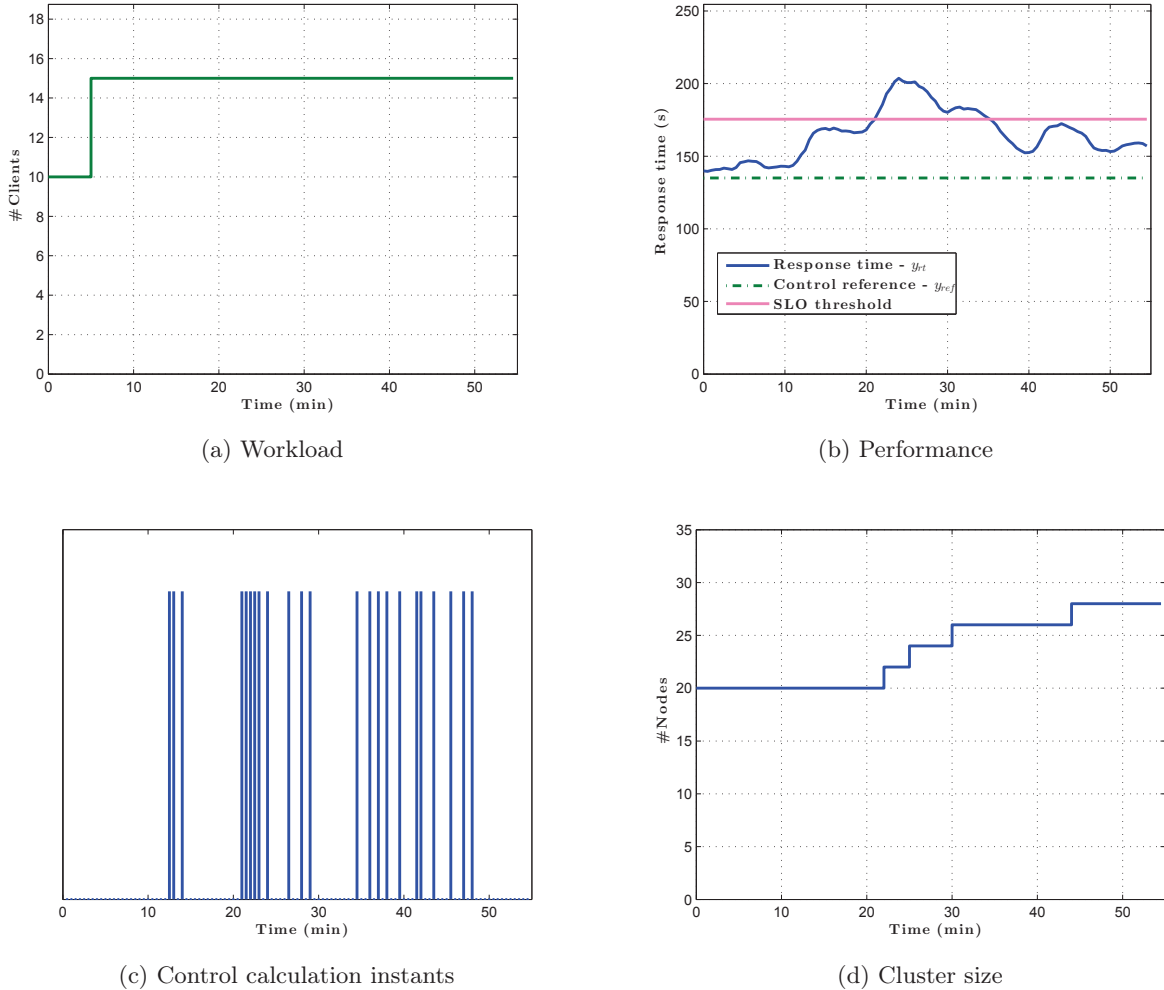 18
16
14
12
10
8
6
4
2
0
#Clients
0 10 20 30 40 50
Time (min)
(a) Workload
250
200
150
100
50
0
Response time (s)
Response time - y_rt
Control reference - y_ref
SLO threshold
0 10 20 30 40 50
Time (min)
(b) Performance
0 10 20 30 40 50
Time (min)
(c) Control calculation instants
35
30
25
20
15
10
5
0
#Nodes
0 10 20 30 40 50
Time (min)
(d) Cluster size